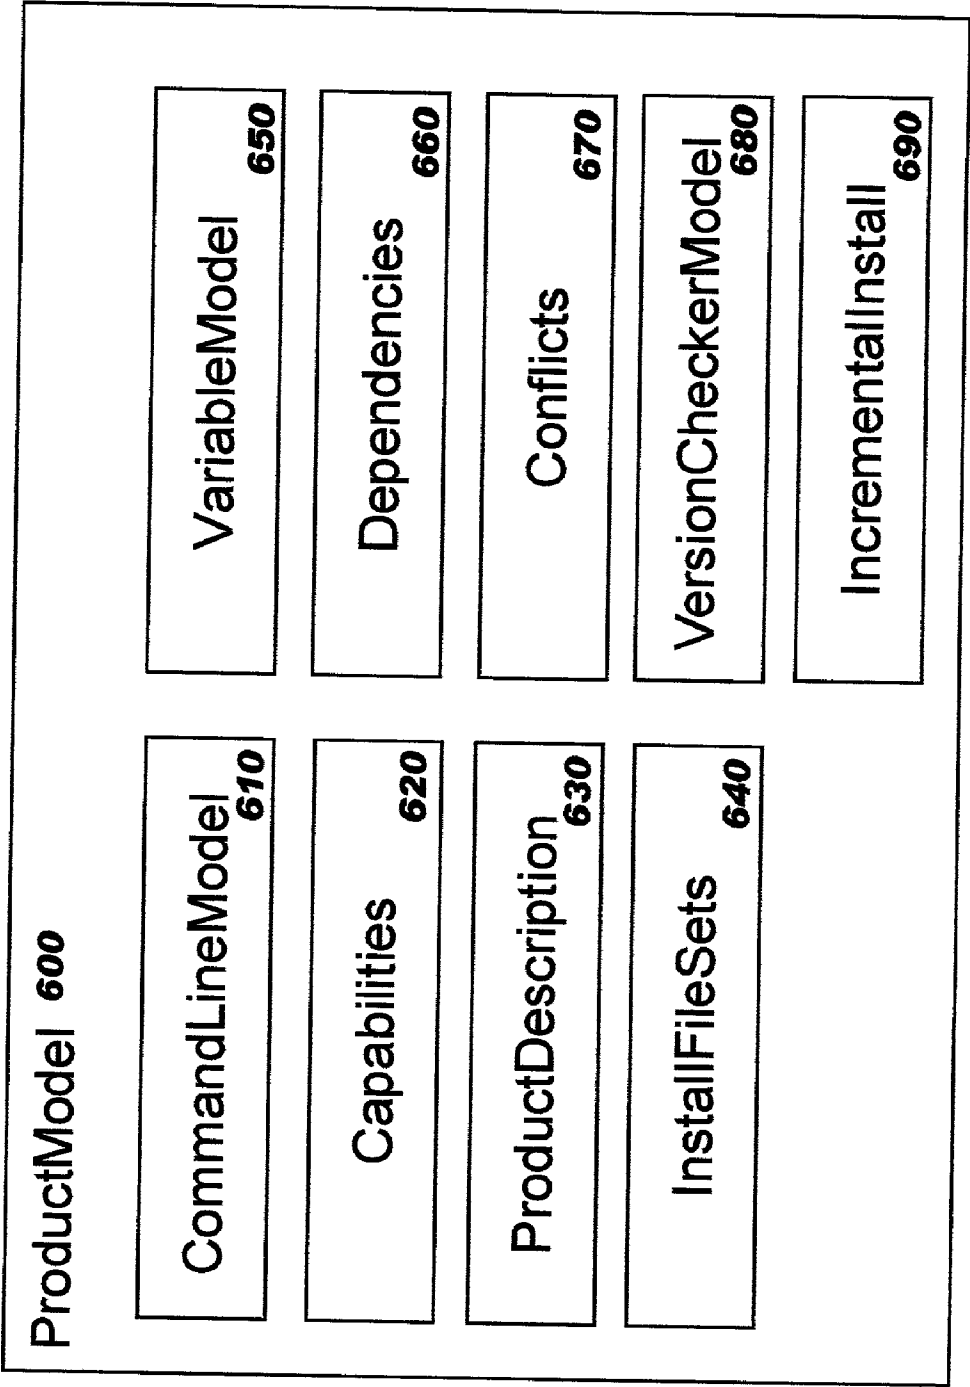 ProductModel 600
CommandLineModel
610
Capabilities
620
ProductDescription
630
InstallFileSets
640
VariableModel
650
Dependencies
660
Conflicts
670
VersionCheckerModel
680
IncrementalInstall
690